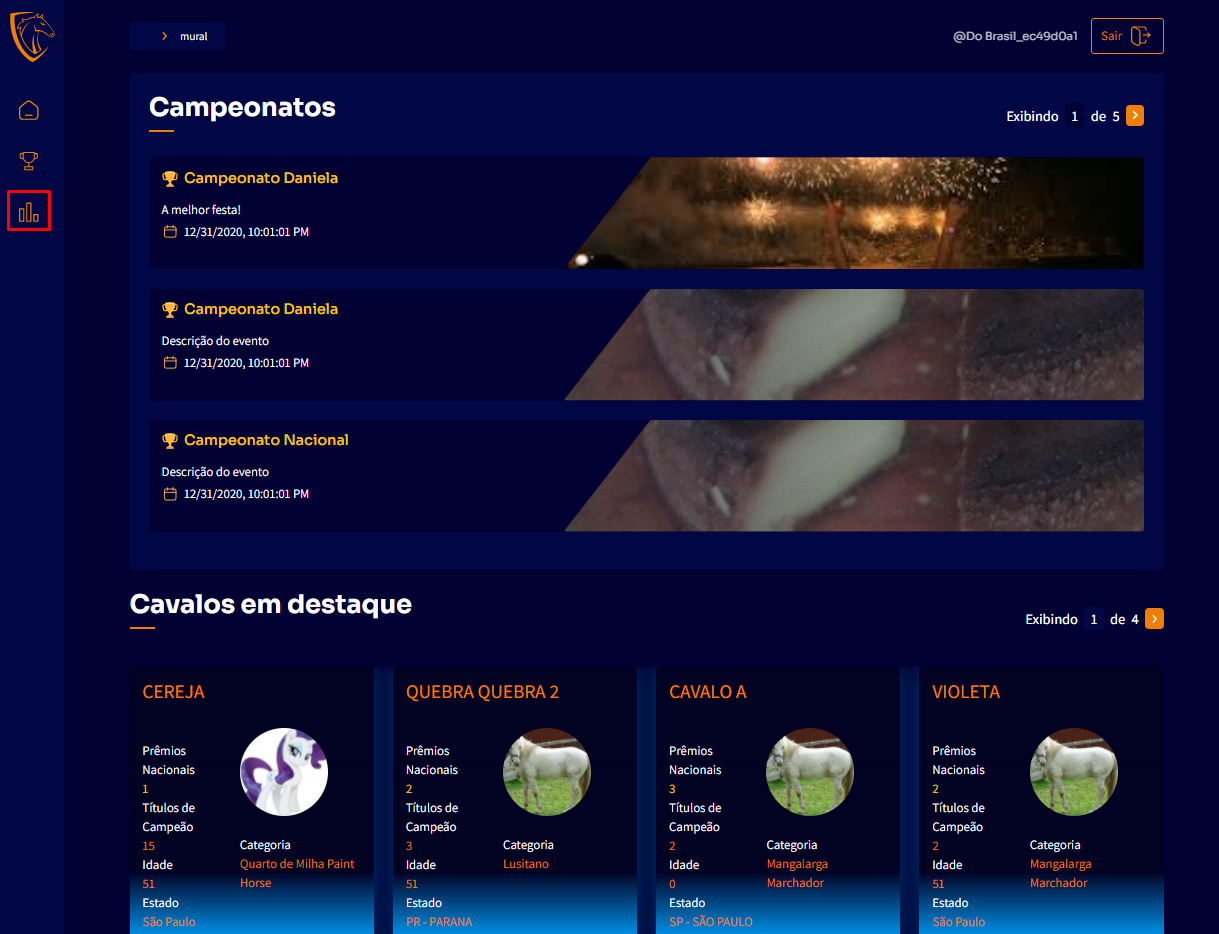 mural
@Do Brasil_ec49d0a1
Sair
Campeonatos
Exibindo 1 de 5
Campeonato Daniela
A melhor festa!
12/31/2020, 10:01:01 PM
Campeonato Daniela
Descrição do evento
12/31/2020, 10:01:01 PM
Campeonato Nacional
Descrição do evento
12/31/2020, 10:01:01 PM
Cavalos em destaque
Exibindo 1 de 4
CEREJA
Prêmios
Nacionais
1
Títulos de
Campeão
15
Idade
51
Estado
São Paulo
Categoria
Quarto de Milha Paint
Horse
QUEBRA QUEBRA 2
Prêmios
Nacionais
2
Títulos de
Campeão
3
Idade
51
Estado
PR - PARANA
Categoria
Lusitano
CAVALO A
Prêmios
Nacionais
3
Títulos de
Campeão
2
Idade
0
Estado
SP - SÃO PAULO
Categoria
Mangalarga
Marchador
VIOLETA
Prêmios
Nacionais
2
Títulos de
Campeão
2
Idade
51
Estado
São Paulo
Categoria
Mangalarga
Marchador